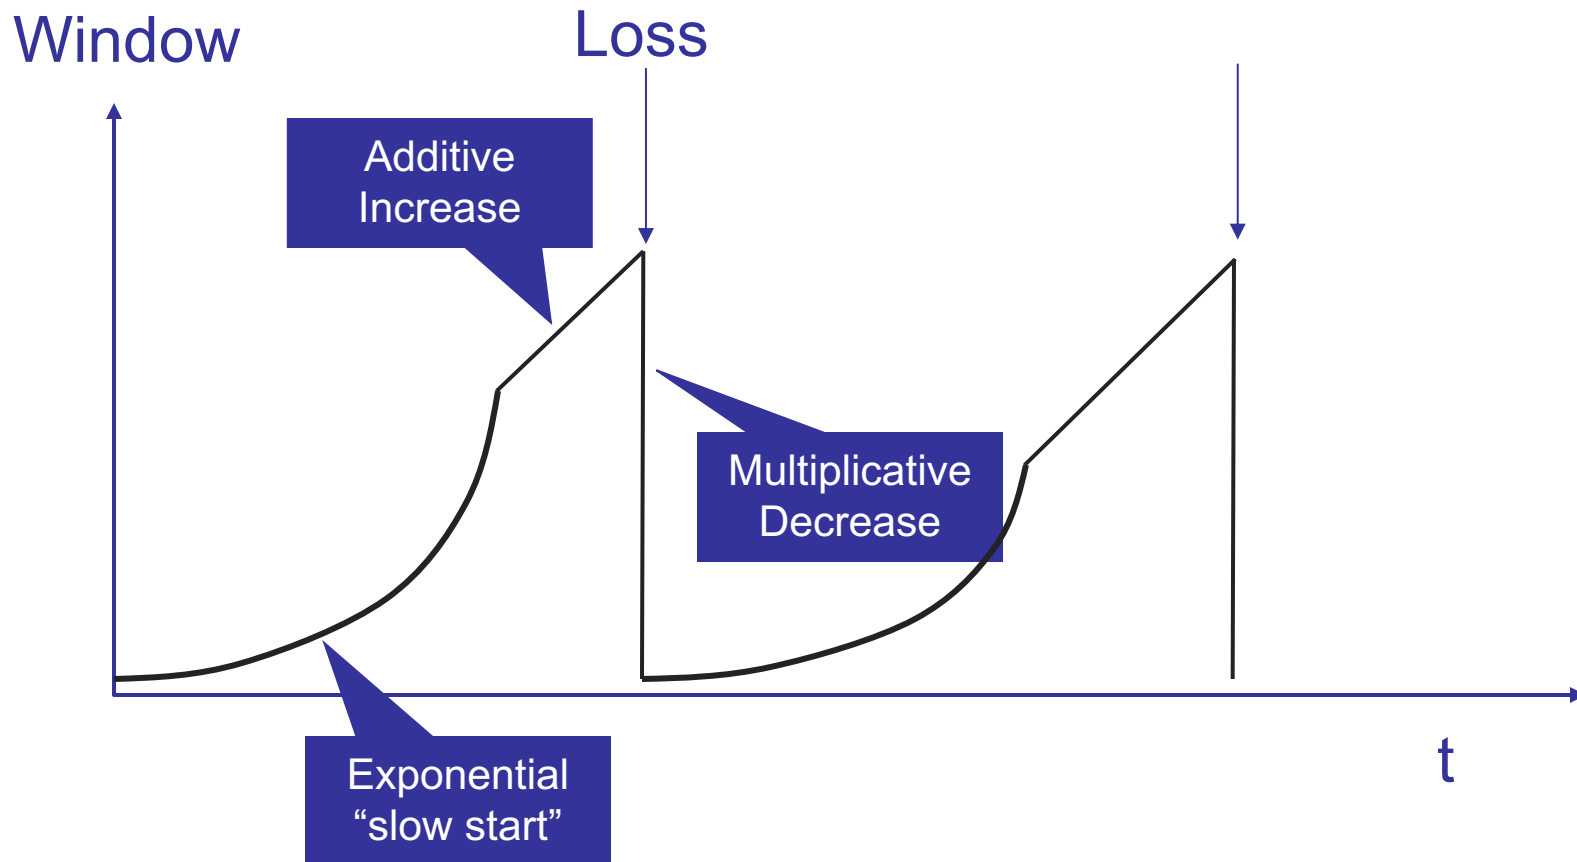 Window
Loss
Additive
Increase
Multiplicative
Decrease
Exponential
“slow start”
t